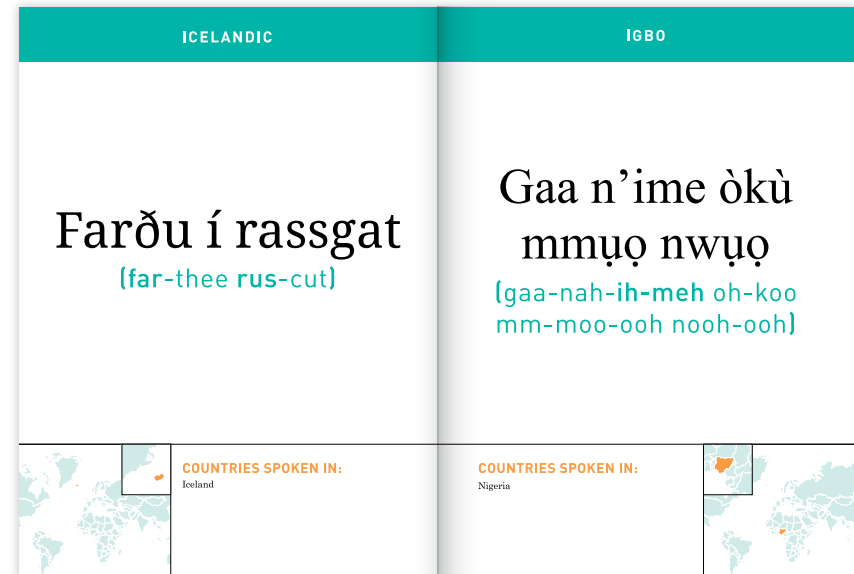 ICELANDIC
Farðu í rassgat
(far-thee rus-cut)
COUNTRIES SPOKEN IN:
Iceland
IGBO
Gaa n’ime òkù
mmụọ nwụọ
(gaa-nah-ih-meh oh-koo
mm-moo-ooh nooh-ooh)
COUNTRIES SPOKEN IN:
Nigeria